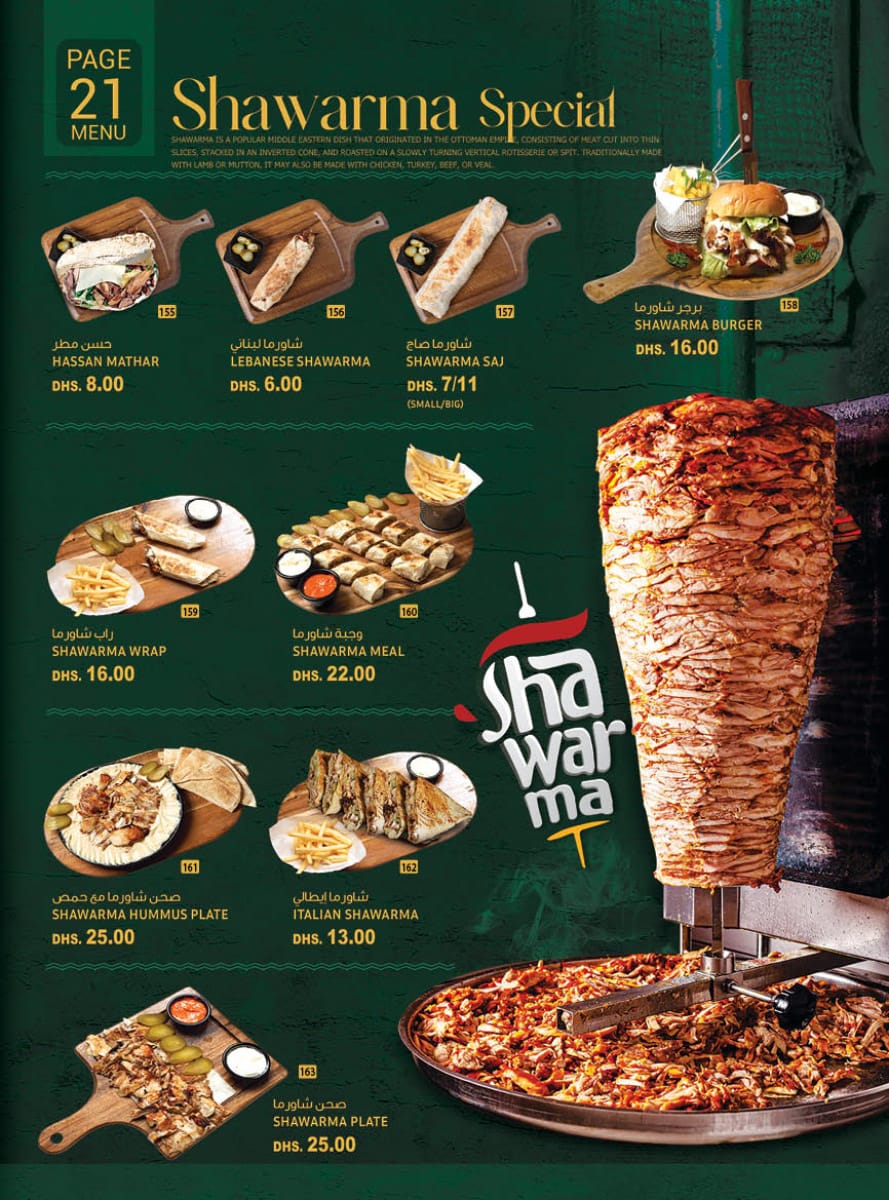 PAGE
21
MENU
Shawarma Special
SHAWARMA IS A POPULAR MIDDLE EASTERN DISH THAT ORIGINATED IN THE OTTOMAN EMPIRE, CONSISTING OF MEAT CUT INTO THIN
SLICES, STACKED IN AN INVERTED CONE, AND ROASTED ON A SLOWLY TURNING VERTICAL ROTISSERIE OR SPIT. TRADITIONALLY MADE
WITH LAMB OR MUTTON, IT MAY ALSO BE MADE WITH CHICKEN, TURKEY, BEEF, OR VEAL.
155
حسن مطر
HASSAN MATHAR
DHS. 8.00
156
شاورما لبناني
LEBANESE SHAWARMA
DHS. 6.00
157
شاورما صاج
SHAWARMA SAJ
DHS. 7/11
(SMALL/BIG)
158
برجر شاورما
SHAWARMA BURGER
DHS. 16.00
159
راب شاورما
SHAWARMA WRAP
DHS. 16.00
160
وجبة شاورما
SHAWARMA MEAL
DHS. 22.00
Sha
war
ma
161
صحن شاورما مع حمص
SHAWARMA HUMMUS PLATE
DHS. 25.00
162
شاورما إيطالي
ITALIAN SHAWARMA
DHS. 13.00
163
صحن شاورما
SHAWARMA PLATE
DHS. 25.00